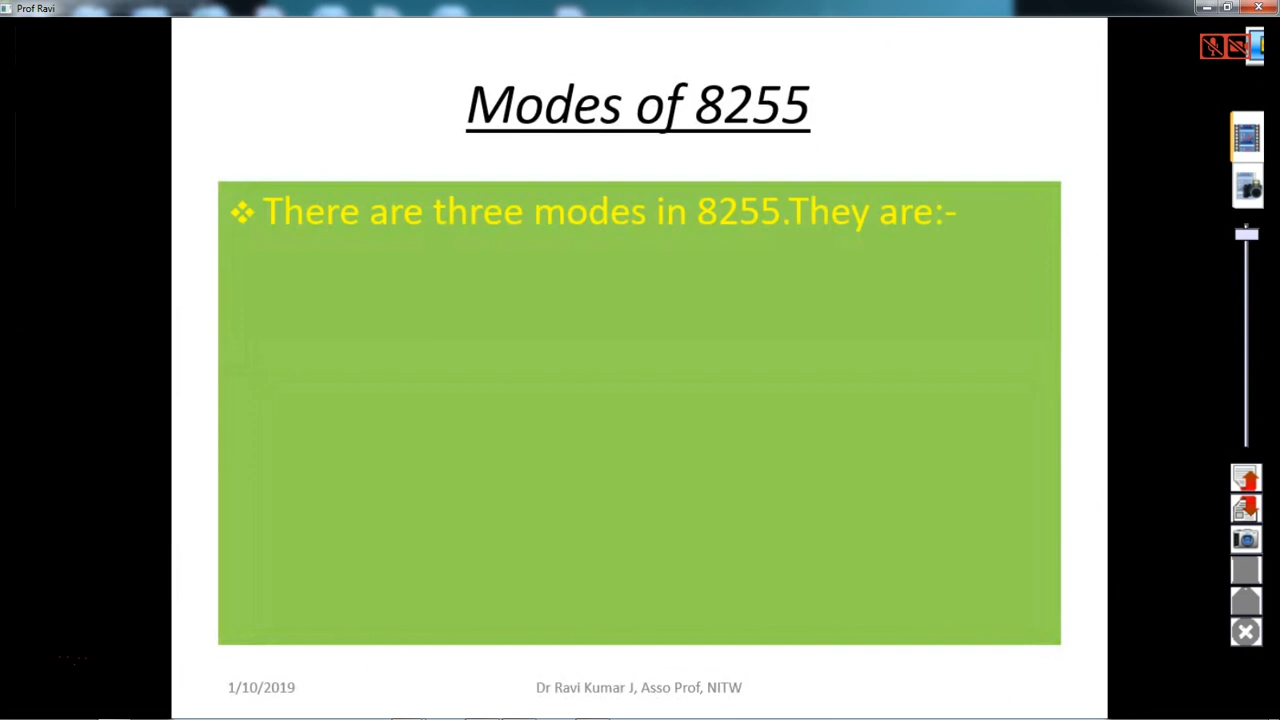 Prof Ravi
Modes of 8255
❖ There are three modes in 8255.They are:-
1/10/2019
Dr Ravi Kumar J, Asso Prof, NITW